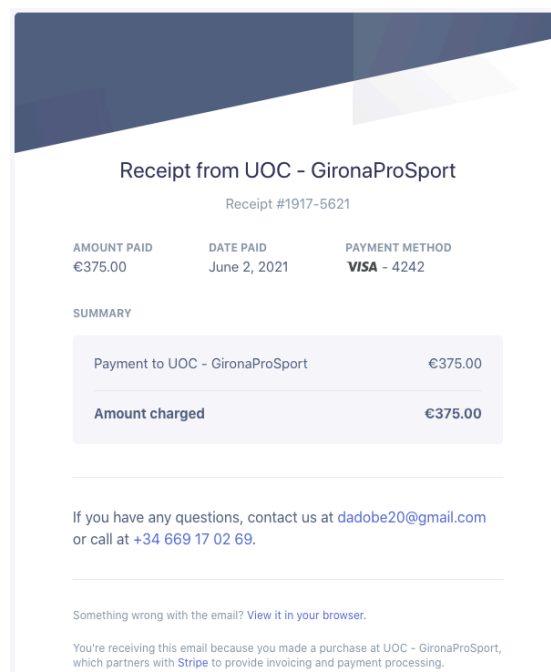 Receipt from UOC - GironaProSport
Receipt #1917-5621
AMOUNT PAID DATE PAID PAYMENT METHOD
€375.00 June 2, 2021 VISA - 4242
SUMMARY
Payment to UOC - GironaProSport €375.00
Amount charged €375.00
If you have any questions, contact us at dadobe20@gmail.com
or call at +34 669 17 02 69.
Something wrong with the email? View it in your browser.
You're receiving this email because you made a purchase at UOC - GironaProSport,
which partners with Stripe to provide invoicing and payment processing.